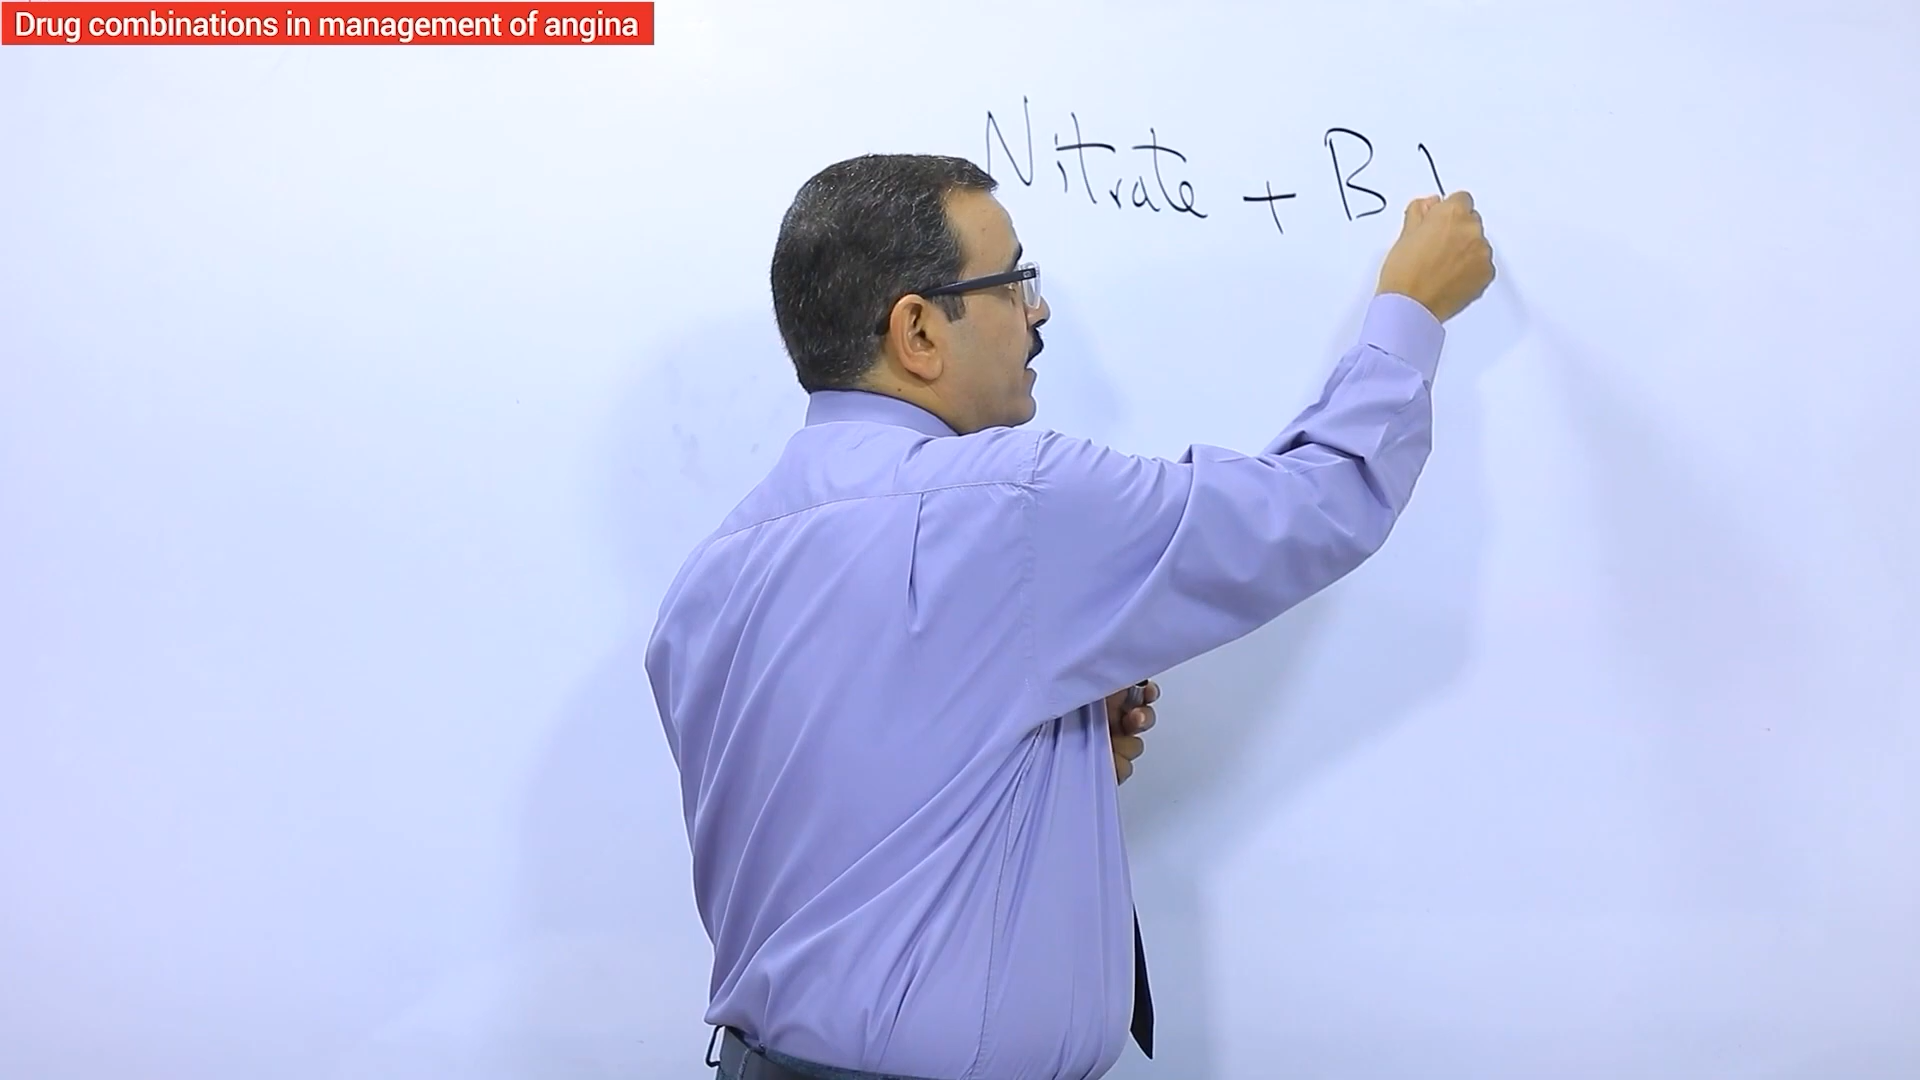 Drug combinations in management of angina
Nitrate + B